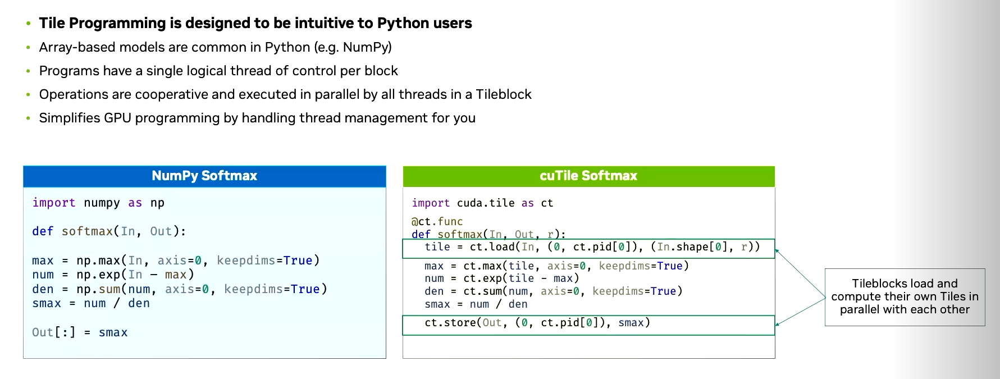 • Tile Programming is designed to be intuitive to Python users
• Array-based models are common in Python (e.g. NumPy)
• Programs have a single logical thread of control per block
• Operations are cooperative and executed in parallel by all threads in a Tileblock
• Simplifies GPU programming by handling thread management for you
NumPy Softmax
import numpy as np
def softmax(In, Out):
max = np.max(In, axis=0, keepdims=True)
num = np.exp(In – max)
den = np.sum(num, axis=0, keepdims=True)
smax = num / den
Out[:] = smax
cuTile Softmax
import cuda.tile as ct
@ct.func
def softmax(In, Out, r):
tile = ct.load(In, (0, ct.pid[0]), (In.shape[0], r))
max = ct.max(tile, axis=0, keepdims=True)
num = ct.exp(tile - max)
den = ct.sum(num, axis=0, keepdims=True)
smax = num / den
ct.store(Out, (0, ct.pid[0]), smax)
Tileblocks load and
compute their own Tiles in
parallel with each other